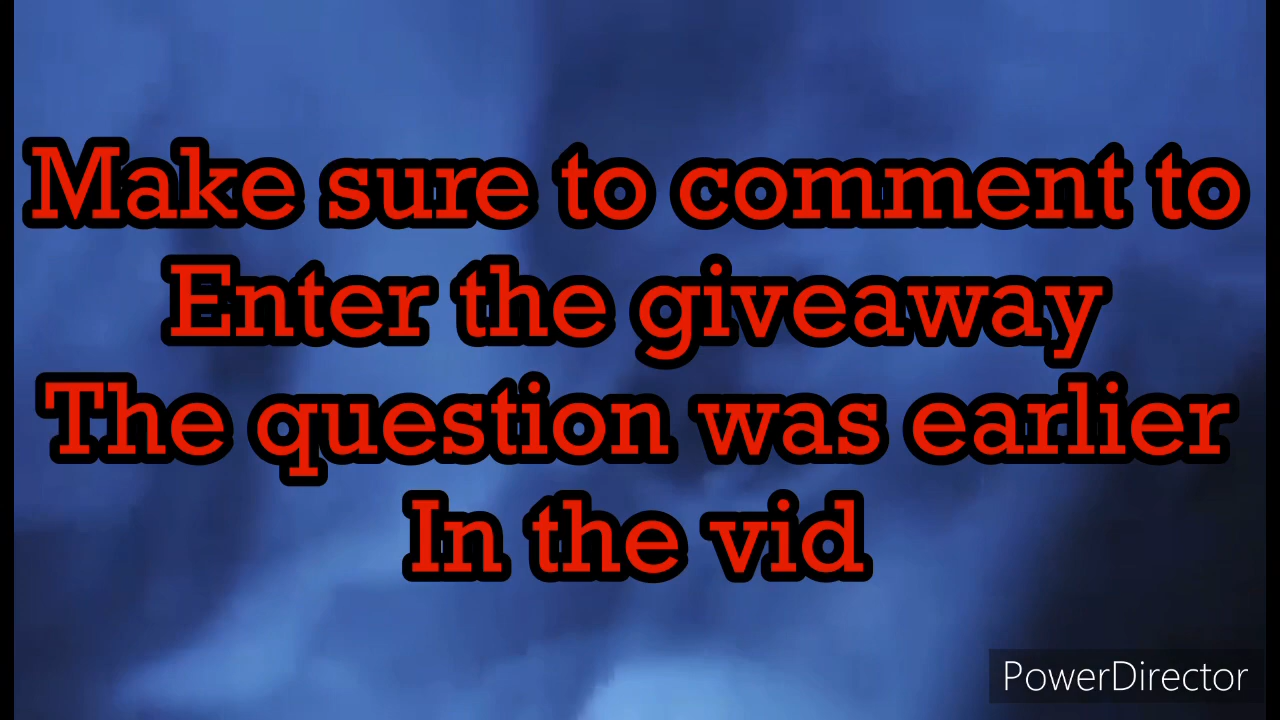 Make sure to comment to
Enter the giveaway
The question was earlier
In the vid
PowerDirector